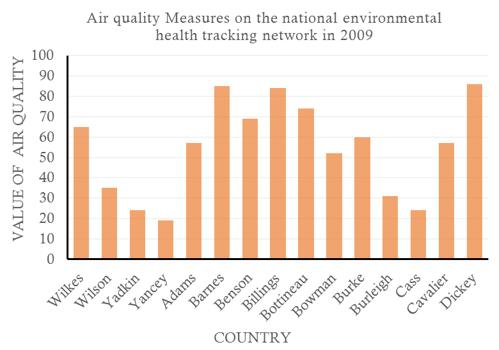 Air quality Measures on the national environmental
health tracking network in 2009
VALUE OF AIR QUALITY
100
90
80
70
60
50
40
30
20
10
0
Wilkes
Wilson
Yadkin
Yancey
Adams
Barnes
Benson
Billings
Bottineau
Bowman
Burke
Burleigh
Cass
Cavalier
Dickey
COUNTRY